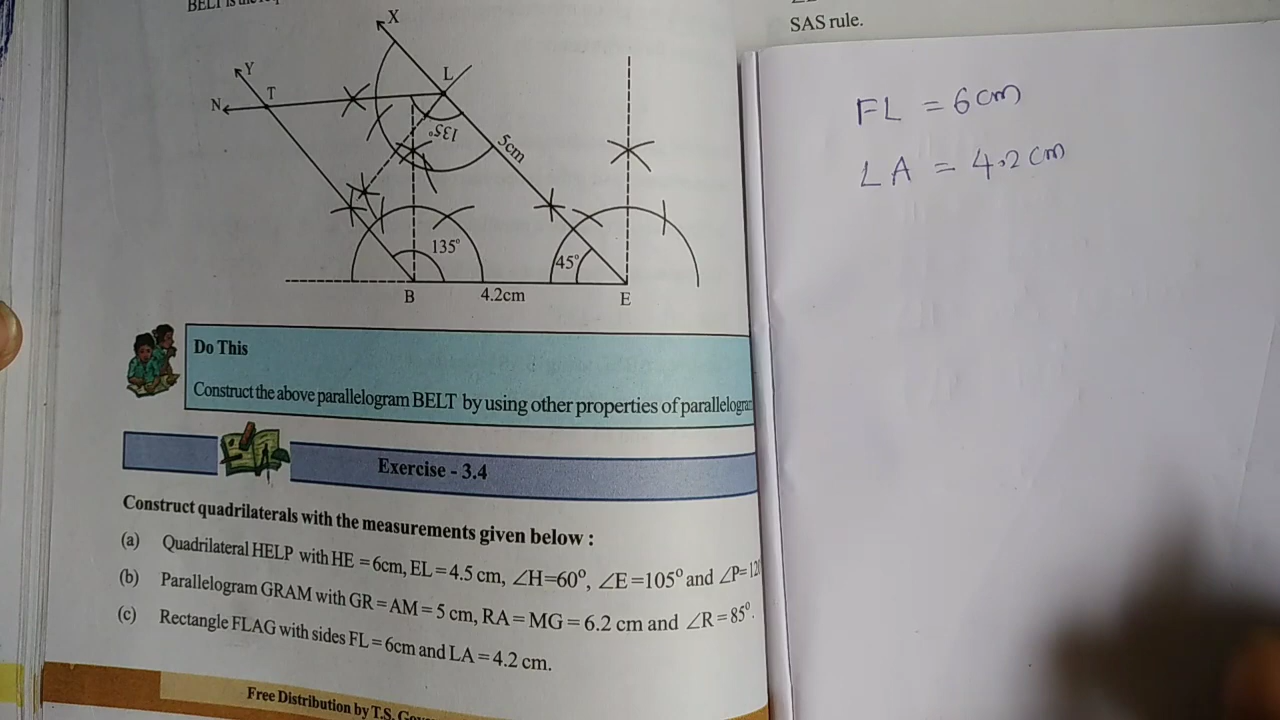 BELT is the
SAS rule.
X
Y
T
L
N
135°
5cm
135°
45°
B
4.2cm
E
FL = 6cm
LA = 4.2 cm
Do This
Construct the above parallelogram BELT by using other properties of
Exercise - 3.4
Construct quadrilaterals with the measurements given below :
(a) Quadrilateral HELP with HE = 6cm, EL = 4.5 cm, ∠H=60°, ∠E=105° and ∠P=
(b) Parallelogram GRAM with GR = AM = 5 cm, RA = MG = 6.2 cm and ∠R = 85°.
(c) Rectangle FLAG with sides FL = 6cm and LA = 4.2 cm.
Free Distribution by T.S.